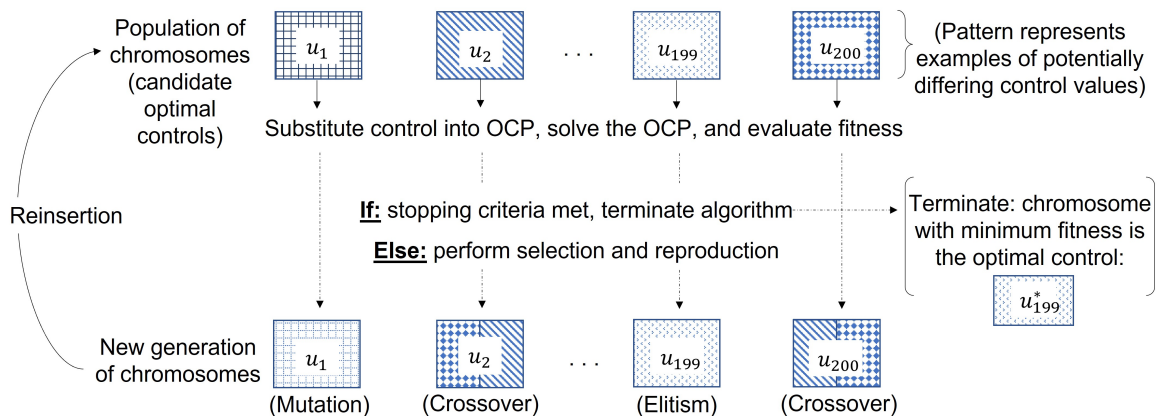 Population of
chromosomes
(candidate
optimal
controls)
u₁
u₂
. . .
u₁₉₉
u₂₀₀
(Pattern represents
examples of potentially
differing control values)
Substitute control into OCP, solve the OCP, and evaluate fitness
Reinsertion
If: stopping criteria met, terminate algorithm
Else: perform selection and reproduction
Terminate: chromosome
with minimum fitness is
the optimal control:
u*₁₉₉
New generation
of chromosomes
u₁
u₂
. . .
u₁₉₉
u₂₀₀
(Mutation)
(Crossover)
(Elitism)
(Crossover)